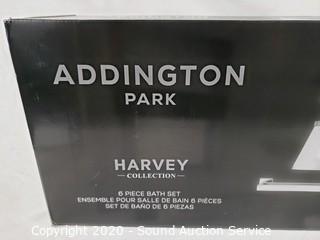 ADDINGTON
PARK
HARVEY
COLLECTION
6 PIECE BATH SET
ENSEMBLE POUR SALLE DE BAIN 6 PIÈCES
SET DE BAÑO DE 6 PIEZAS
Copyright 2020 - Sound Auction Service